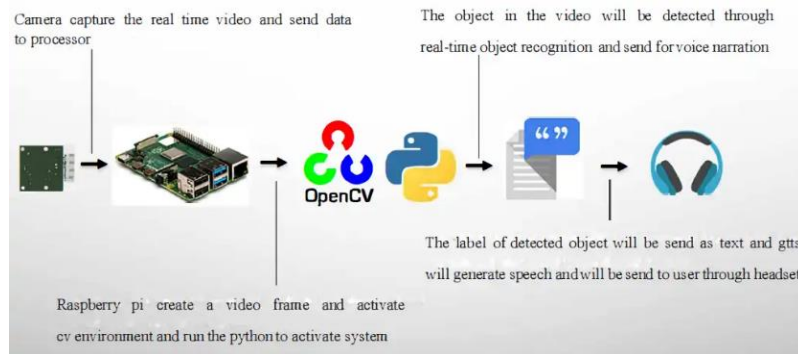 Camera capture the real time video and send data
to processor
The object in the video will be detected through
real-time object recognition and send for voice narration
“ ”
OpenCV
The label of detected object will be send as text and gtts
will generate speech and will be send to user through headset
Raspberry pi create a video frame and activate
cv environment and run the python to activate system